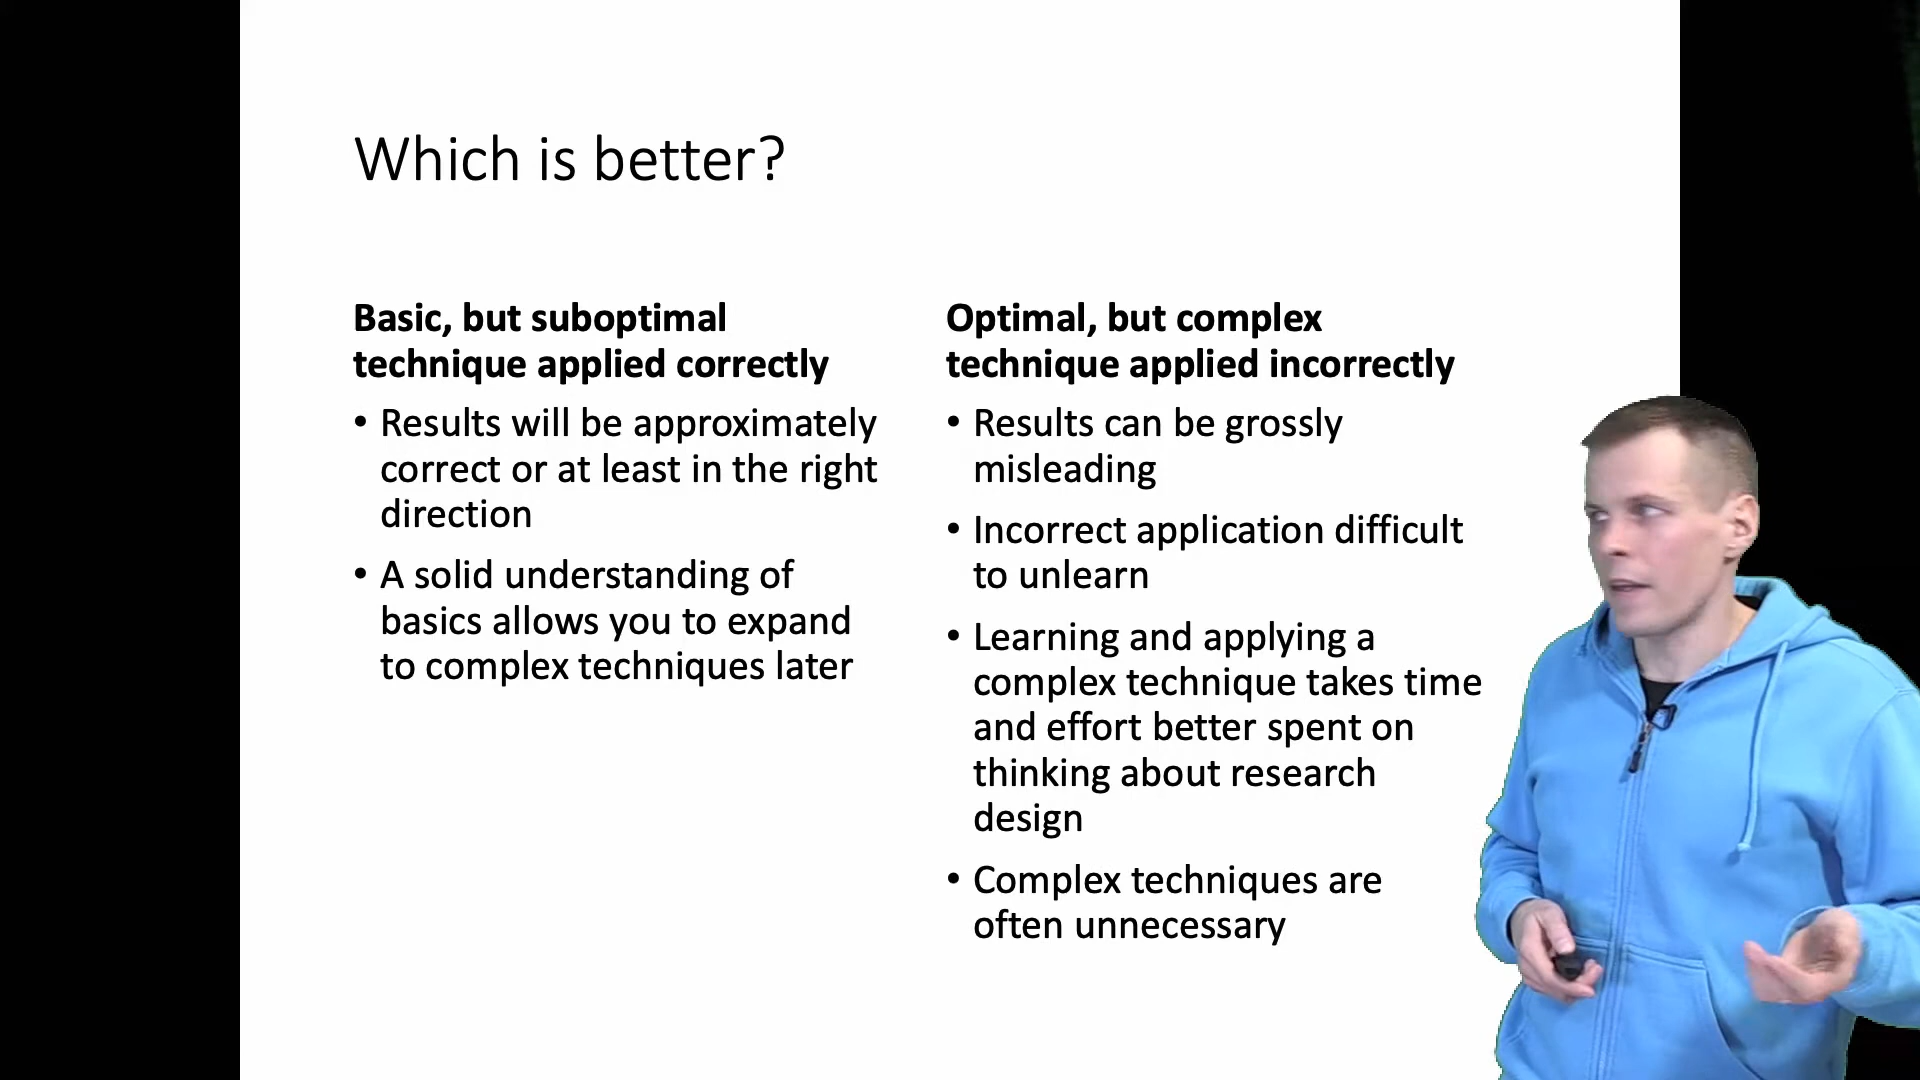 Which is better?
Basic, but suboptimal
technique applied correctly
• Results will be approximately
correct or at least in the right
direction
• A solid understanding of
basics allows you to expand
to complex techniques later
Optimal, but complex
technique applied incorrectly
• Results can be grossly
misleading
• Incorrect application difficult
to unlearn
• Learning and applying a
complex technique takes time
and effort better spent on
thinking about research
design
• Complex techniques are
often unnecessary